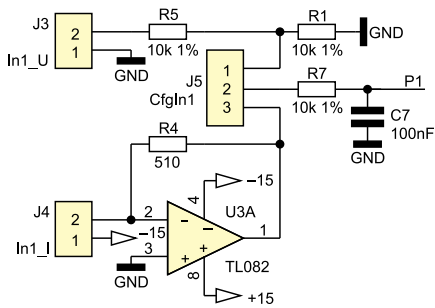 J3
R5
R1
2
1
10k 1%
10k 1%
GND
In1_U
GND
J5
CfgIn1
1
2
3
R7
10k 1%
P1
C7
100nF
GND
R4
510
J4
2
1
In1_I
-15
GND
2
3
-
+
-
+
4
8
-15
U3A
1
TL082
+15